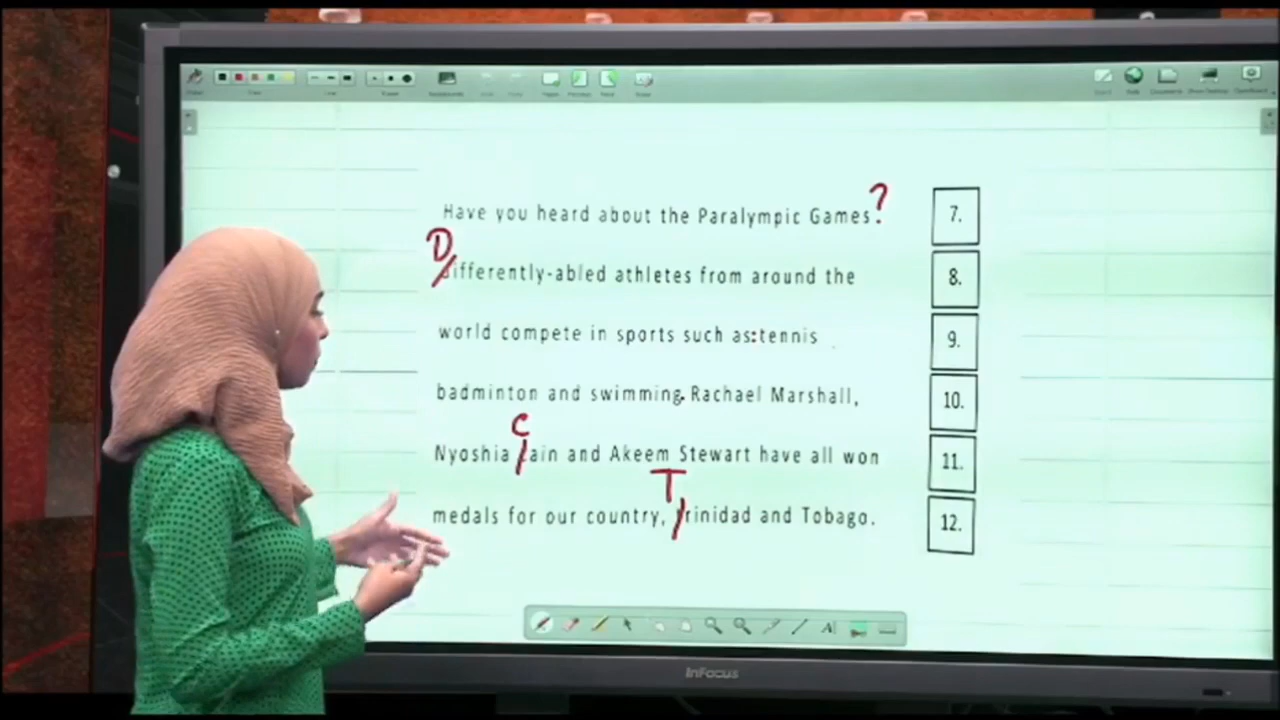 Have you heard about the Paralympic Games? 7.
Differently-abled athletes from around the 8.
world compete in sports such as:tennis 9.
badminton and swimming. Rachael Marshall, 10.
Nyoshia Cain and Akeem Stewart have all won 11.
medals for our country, Trinidad and Tobago. 12.
InFocus